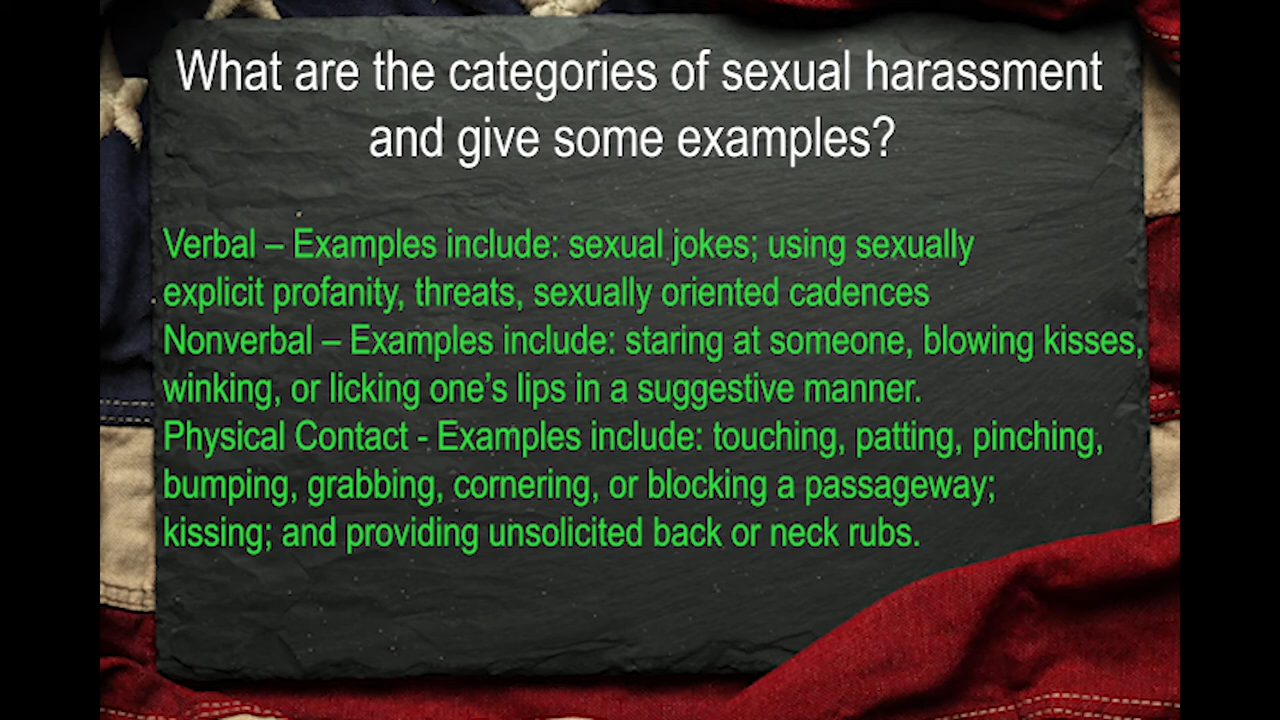 What are the categories of sexual harassment
and give some examples?
Verbal – Examples include: sexual jokes; using sexually
explicit profanity, threats, sexually oriented cadences
Nonverbal – Examples include: staring at someone, blowing kisses,
winking, or licking one’s lips in a suggestive manner.
Physical Contact - Examples include: touching, patting, pinching,
bumping, grabbing, cornering, or blocking a passageway;
kissing; and providing unsolicited back or neck rubs.